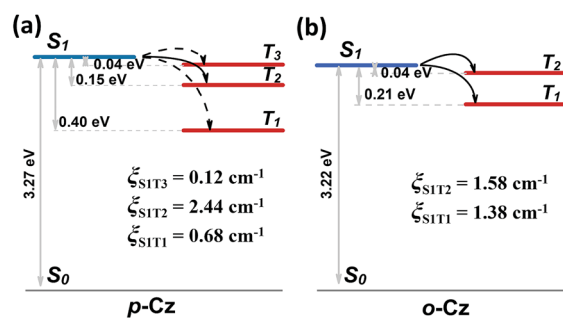 (a)
S1
T3
0.04 eV
T2
0.15 eV
T1
0.40 eV
3.27 eV
ξS1T3 = 0.12 cm-1
ξS1T2 = 2.44 cm-1
ξS1T1 = 0.68 cm-1
S0
p-Cz
(b)
S1
T2
0.04 eV
T1
0.21 eV
3.22 eV
ξS1T2 = 1.58 cm-1
ξS1T1 = 1.38 cm-1
S0
o-Cz